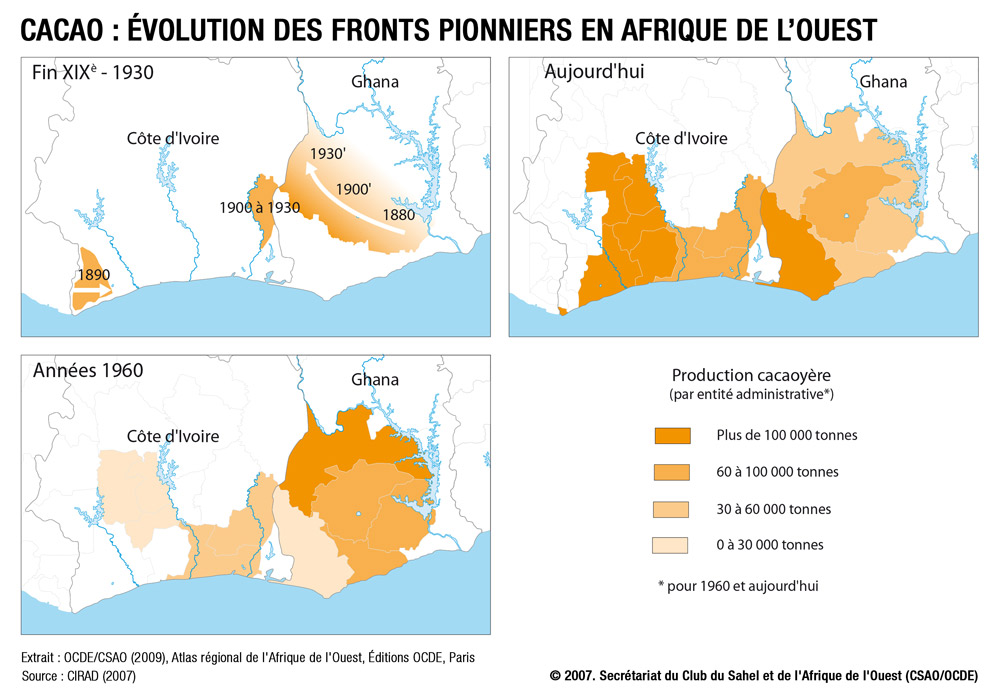 CACAO : ÉVOLUTION DES FRONTS PIONNIERS EN AFRIQUE DE L’OUEST
Fin XIXè - 1930
Ghana
Côte d'Ivoire
1930'
1900'
1900 à 1930
1880
1890
Aujourd'hui
Ghana
Côte d'Ivoire
Années 1960
Ghana
Côte d'Ivoire
Production cacaoyère
(par entité administrative*)
Plus de 100 000 tonnes
60 à 100 000 tonnes
30 à 60 000 tonnes
0 à 30 000 tonnes
* pour 1960 et aujourd'hui
Extrait : OCDE/CSAO (2009), Atlas régional de l'Afrique de l'Ouest, Éditions OCDE, Paris
Source : CIRAD (2007)
© 2007. Secrétariat du Club du Sahel et de l'Afrique de l'Ouest (CSAO/OCDE)